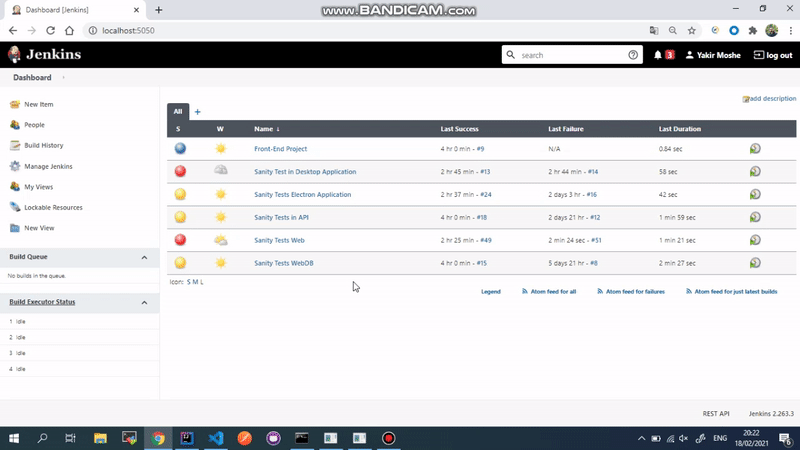 Dashboard [Jenkins]
www.BANDICAM.com
localhost:5050
Jenkins
search
3
Yakir Moshe
log out
Dashboard
New Item
People
Build History
Manage Jenkins
My Views
Lockable Resources
New View
Build Queue
No builds in the queue.
Build Executor Status
1 Idle
2 Idle
3 Idle
4 Idle
add description
All +
S W Name ↓ Last Success Last Failure Last Duration
Front-End Project 4 hr 0 min - #9 N/A 0.84 sec
Sanity Test in Desktop Application 2 hr 45 min - #13 2 hr 44 min - #14 58 sec
Sanity Tests Electron Application 2 hr 37 min - #24 2 days 3 hr - #16 42 sec
Sanity Tests in API 4 hr 0 min - #18 2 days 21 hr - #12 1 min 59 sec
Sanity Tests Web 2 hr 25 min - #49 2 min 24 sec - #51 1 min 21 sec
Sanity Tests WebDB 4 hr 0 min - #15 5 days 21 hr - #8 2 min 27 sec
Icon: S M L
Legend Atom feed for all Atom feed for failures Atom feed for just latest builds
REST API Jenkins 2.263.3
ENG
20:22
18/02/2021
6